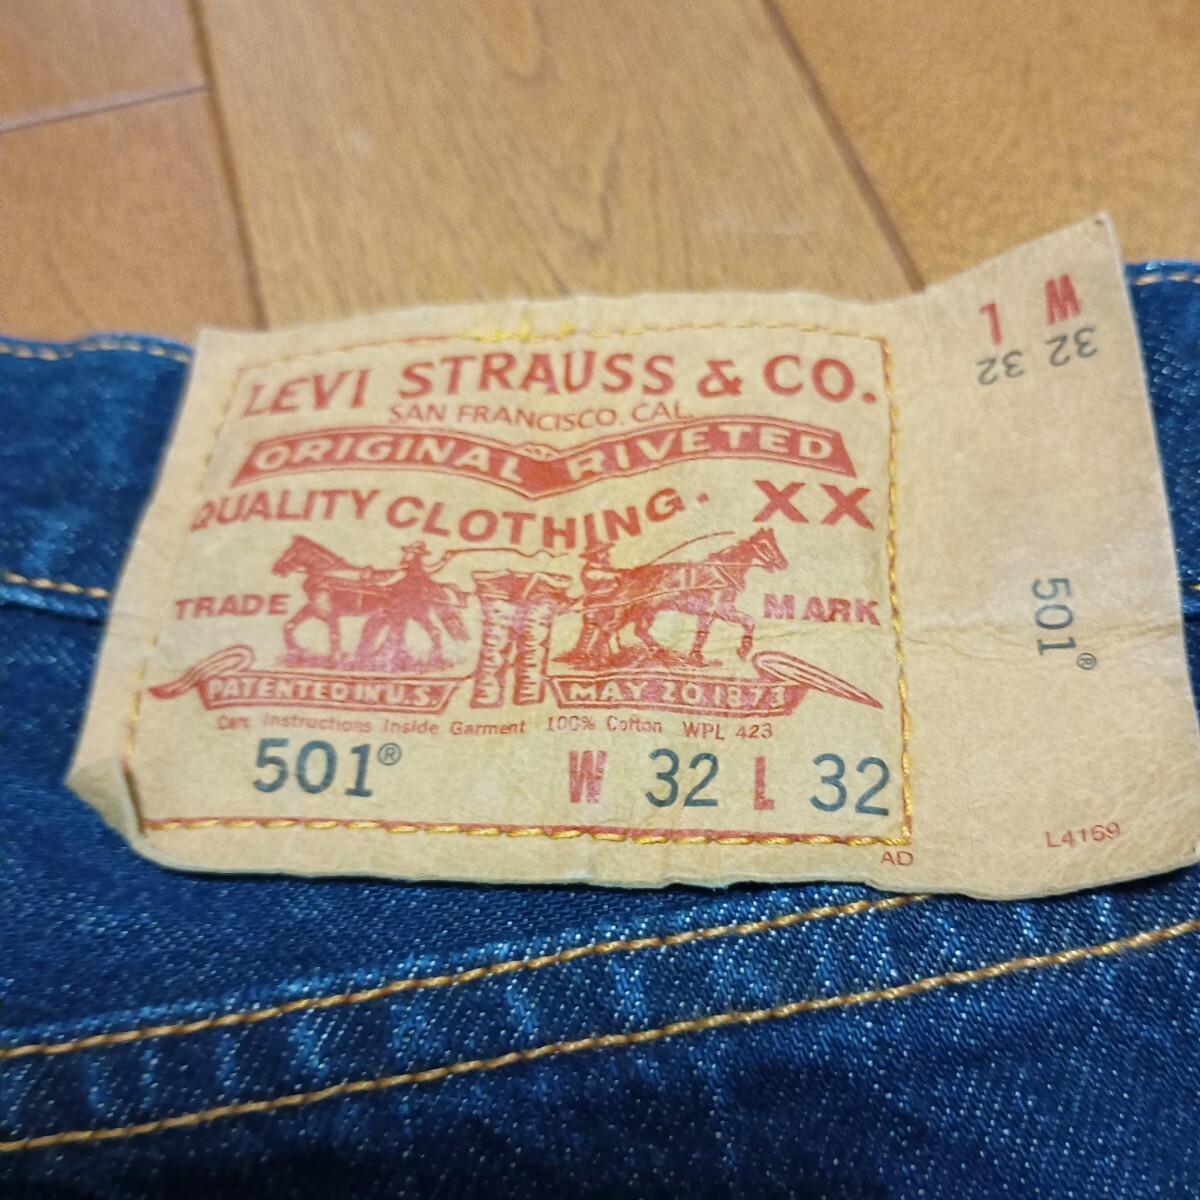 LEVI STRAUSS & CO.
SAN FRANCISCO. CAL.
ORIGINAL RIVETED
QUALITY CLOTHING. XX
TRADE MARK
PATENTED IN U.S. MAY 20 1873
Care Instructions Inside Garment 100% Cotton WPL 423
501® W 32 L 32
AD
W 32
L 32
501®
L4169